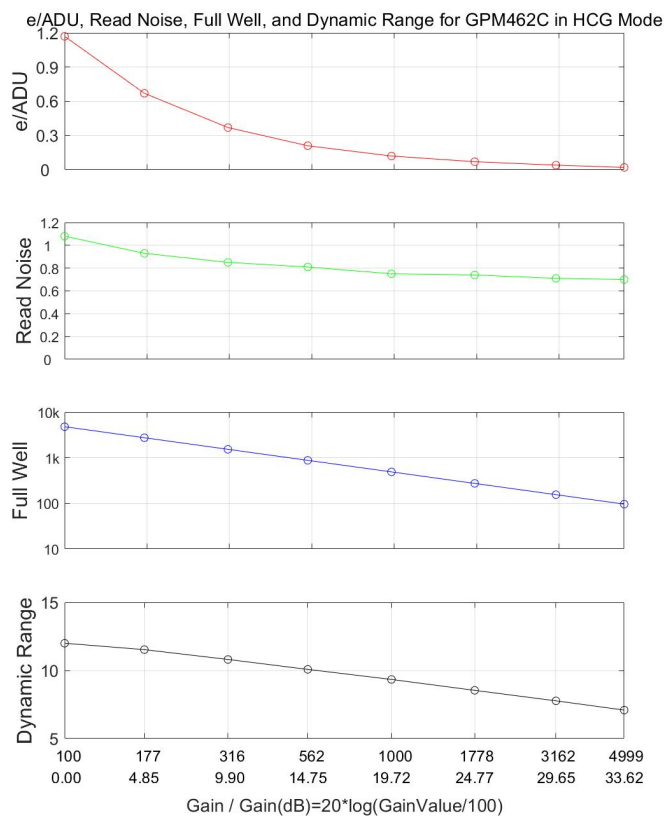 e/ADU, Read Noise, Full Well, and Dynamic Range for GPM462C in HCG Mode
1.2
0.9
0.6
0.3
0
e/ADU
1.2
1
0.8
0.6
0.4
0.2
0
Read Noise
10k
1k
100
10
Full Well
15
10
5
Dynamic Range
100 177 316 562 1000 1778 3162 4999
0.00 4.85 9.90 14.75 19.72 24.77 29.65 33.62
Gain / Gain(dB)=20*log(GainValue/100)